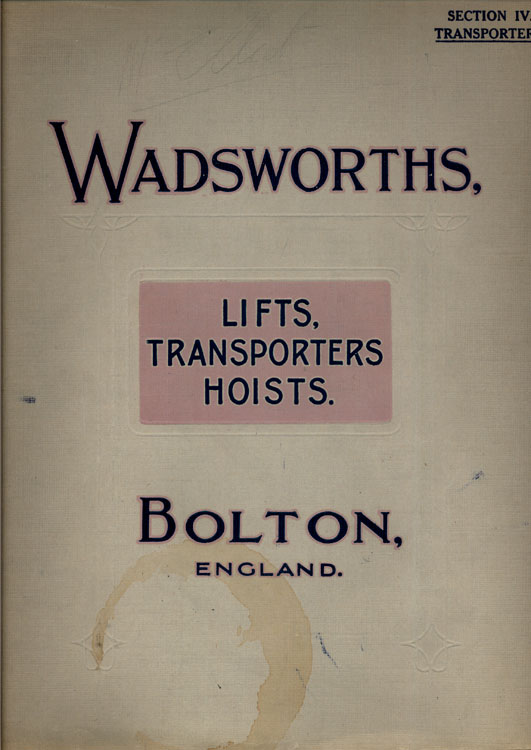 SECTION IV.
TRANSPORTER
WADSWORTHS,
LIFTS,
TRANSPORTERS
HOISTS.
BOLTON,
ENGLAND.